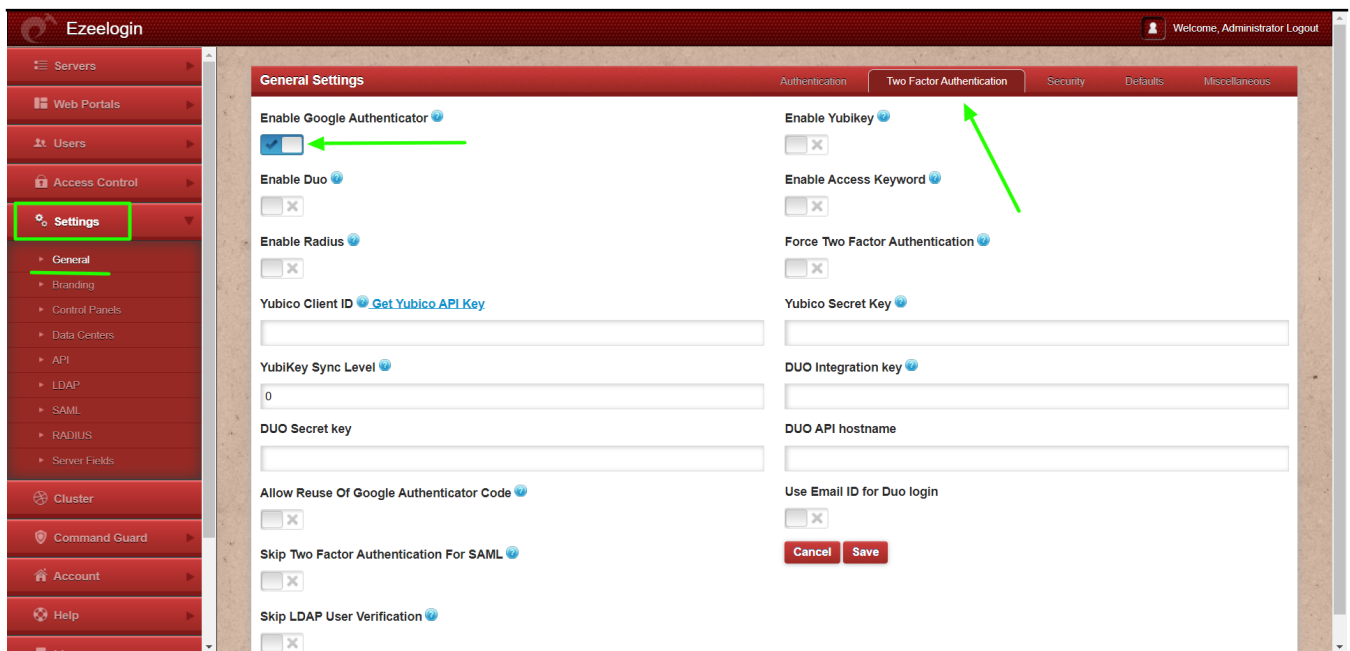 Ezeelogin
Welcome, Administrator Logout
Servers
Web Portals
Users
Access Control
Settings
General
Branding
Control Panels
Data Centers
API
LDAP
SAML
RADIUS
Server Fields
Cluster
Command Guard
Account
Help
General Settings
Authentication
Two Factor Authentication
Security
Defaults
Miscellaneous
Enable Google Authenticator
Enable Yubikey
Enable Duo
Enable Access Keyword
Enable Radius
Force Two Factor Authentication
Yubico Client ID Get Yubico API Key
Yubico Secret Key
YubiKey Sync Level
DUO Integration key
0
DUO Secret key
DUO API hostname
Allow Reuse Of Google Authenticator Code
Use Email ID for Duo login
Skip Two Factor Authentication For SAML
Cancel Save
Skip LDAP User Verification